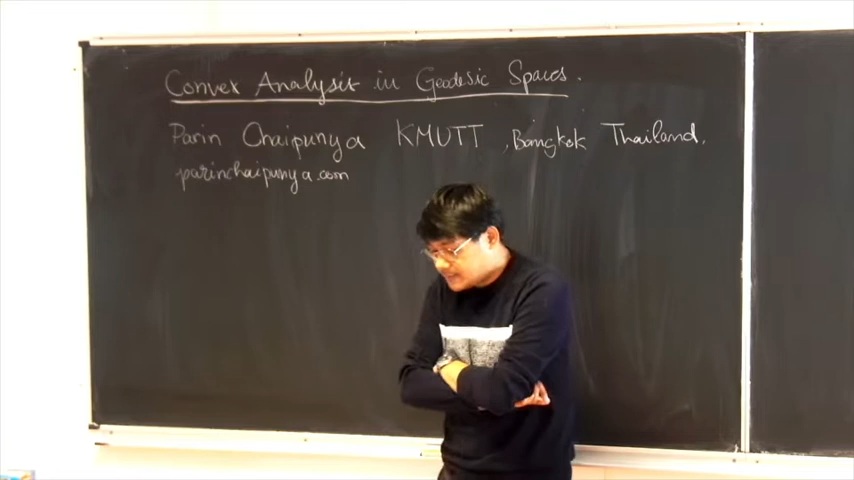 Convex Analysis in Geodesic Spaces.
Parin Chaipunya KMUTT, Bangkok Thailand,
parinchaipunya.com